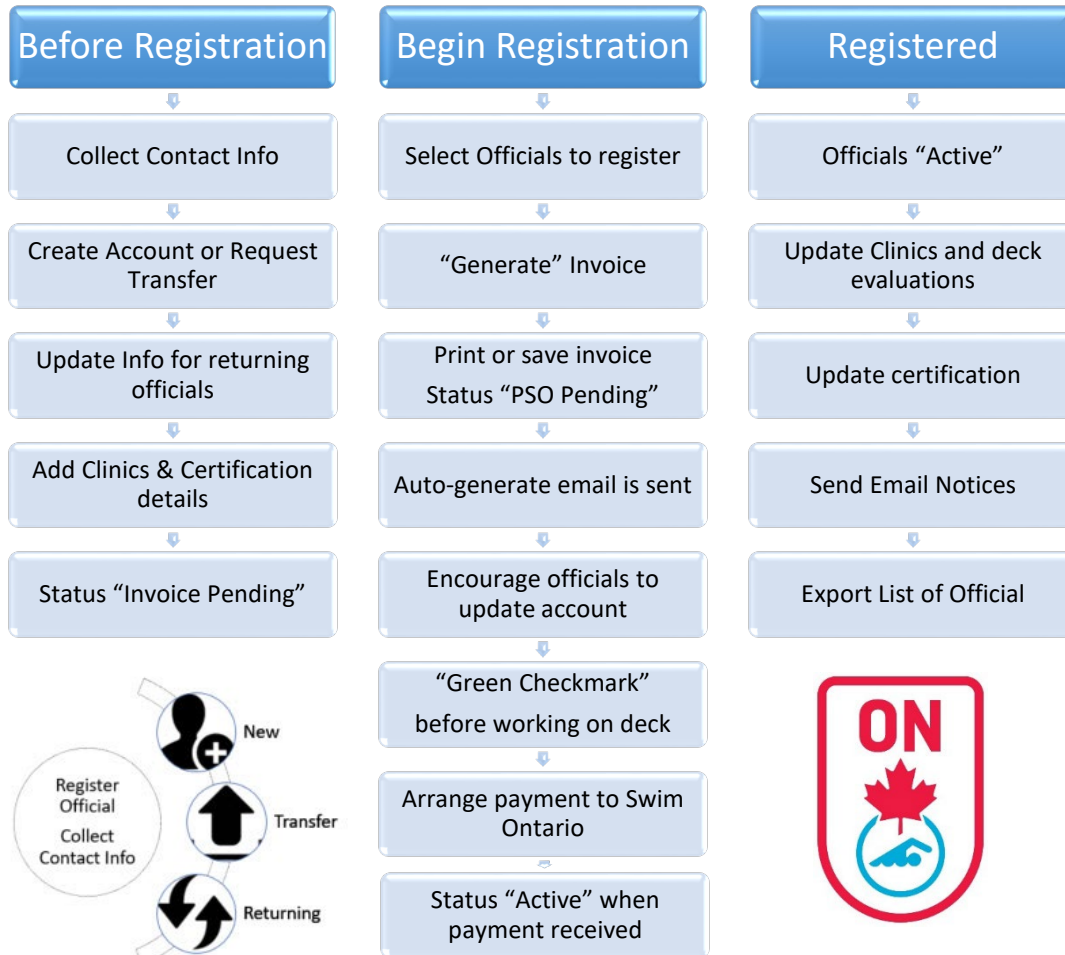 Before Registration
Collect Contact Info
Create Account or Request
Transfer
Update Info for returning
officials
Add Clinics & Certification
details
Status “Invoice Pending”
Begin Registration
Select Officials to register
“Generate” Invoice
Print or save invoice
Status “PSO Pending”
Auto-generate email is sent
Encourage officials to
update account
“Green Checkmark”
before working on deck
Arrange payment to Swim
Ontario
Status “Active” when
payment received
Registered
Officials “Active”
Update Clinics and deck
evaluations
Update certification
Send Email Notices
Export List of Official
Register
Official
Collect
Contact Info
New
Transfer
Returning
ON